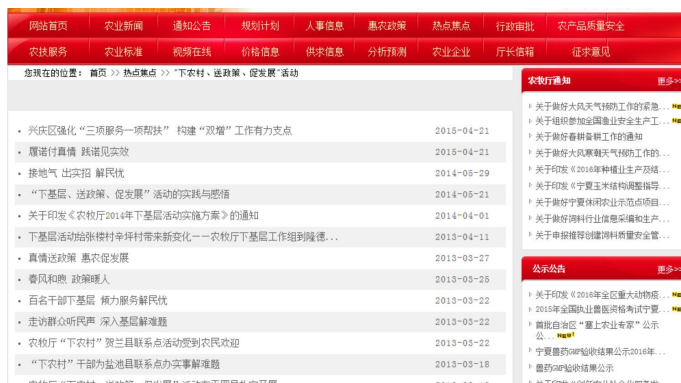 网站首页 农业新闻 通知公告 规划计划 人事信息 惠农政策 热点焦点 行政审批 农产品质量安全
农技服务 农业标准 视频在线 价格信息 供求信息 分析预测 农业企业 厅长信箱 征求意见
您现在的位置： 首页 >> 热点焦点 >> "下农村、送政策、促发展"活动
· 兴庆区强化“三项服务一项帮扶” 构建“双增”工作有力支点 2015-04-21
· 履诺付真情 践诺见实效 2015-04-21
· 接地气 出实招 解民忧 2014-05-29
· “下基层、送政策、促发展”活动的实践与感悟 2014-05-21
· 关于印发《农牧厅2014年下基层活动实施方案》的通知 2014-04-01
· 下基层活动给张楼村辛坪村带来新变化——农牧厅下基层工作组到隆德... 2013-04-11
· 真情送政策 惠农促发展 2013-03-27
· 春风和煦 政策暖人 2013-03-25
· 百名干部下基层 倾力服务解民忧 2013-03-22
· 走访群众听民声 深入基层解难题 2013-03-22
· 农牧厅“下农村”贺兰县联系点活动受到农民欢迎 2013-03-22
· “下农村”干部为盐池县联系点办实事解难题 2013-03-18
农牧厅通知 更多>>
关于做好大风天气预防工作的紧急...
关于组织参加全国渔业安全生产工...
关于做好春耕备耕工作的通知
关于做好大风寒潮天气预防工作的...
关于印发《2016年种植业生产及结...
关于印发《宁夏玉米结构调整指导...
关于做好宁夏休闲农业示范点项目...
关于做好饲料行业信息采编和生产...
关于申报推荐创建饲料质量安全管...
公示公告 更多>>
关于印发《2016年全区重大动物疫...
2015年全国执业兽医资格考试宁夏...
首批自治区“塞上农业专家”公示
公... NEW!
宁夏兽药GMP验收结果公示2016年...
兽药GMP验收结果公示